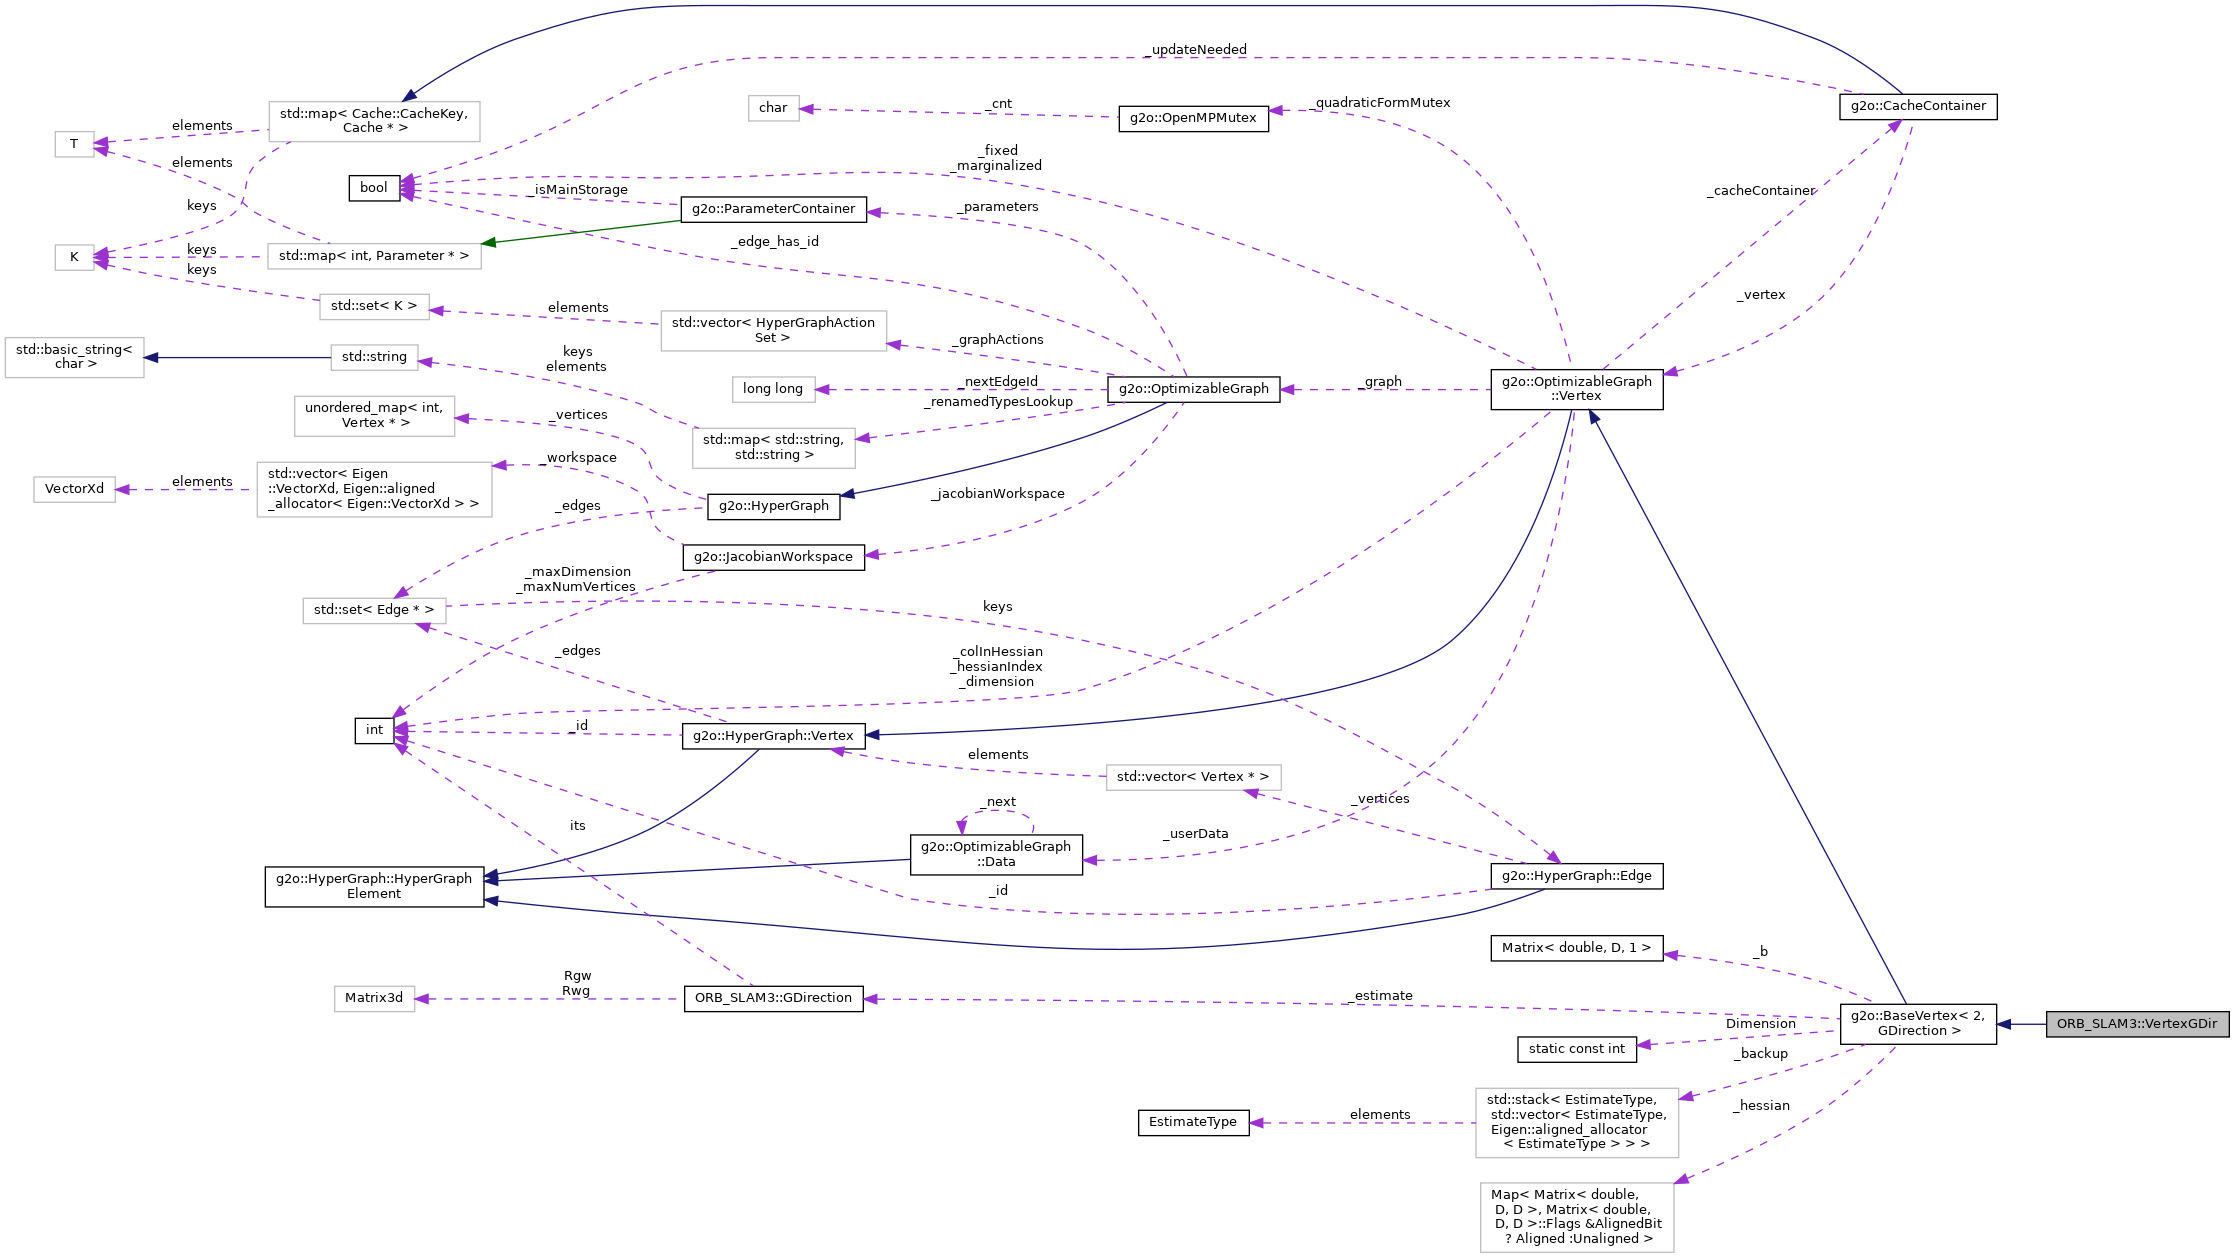 _updateNeeded
g2o::CacheContainer
char
_cnt
g2o::OpenMPMutex
_quadraticFormMutex
std::map< Cache::CacheKey,
Cache * >
elements
T
elements
_fixed
_marginalized
bool
_isMainStorage
_cacheContainer
keys
g2o::ParameterContainer
_parameters
_edge_has_id
keys
K
std::map< int, Parameter * >
keys
_vertex
std::set< K >
elements
std::vector< HyperGraphAction
Set >
_graphActions
std::basic_string<
char >
std::string
keys
elements
long long
_nextEdgeId
g2o::OptimizableGraph
_graph
g2o::OptimizableGraph
::Vertex
_renamedTypesLookup
unordered_map< int,
Vertex * >
_vertices
std::map< std::string,
std::string >
_workspace
VectorXd
elements
std::vector< Eigen
::VectorXd, Eigen::aligned
_allocator< Eigen::VectorXd > >
_edges
g2o::HyperGraph
_jacobianWorkspace
g2o::JacobianWorkspace
_maxDimension
_maxNumVertices
std::set< Edge * >
keys
_edges
_colInHessian
_hessianIndex
_dimension
int
_id
g2o::HyperGraph::Vertex
elements
std::vector< Vertex * >
_next
_vertices
its
g2o::OptimizableGraph
::Data
_userData
g2o::HyperGraph::HyperGraph
Element
_id
g2o::HyperGraph::Edge
Matrix< double, D, 1 >
_b
Rgw
Rwg
Matrix3d
ORB_SLAM3::GDirection
_estimate
g2o::BaseVertex< 2,
GDirection >
ORB_SLAM3::VertexGDir
Dimension
static const int
_backup
std::stack< EstimateType,
std::vector< EstimateType,
Eigen::aligned_allocator
< EstimateType > > >
EstimateType
elements
_hessian
Map< Matrix< double,
D, D >, Matrix< double,
D, D >::Flags &AlignedBit
? Aligned :Unaligned >